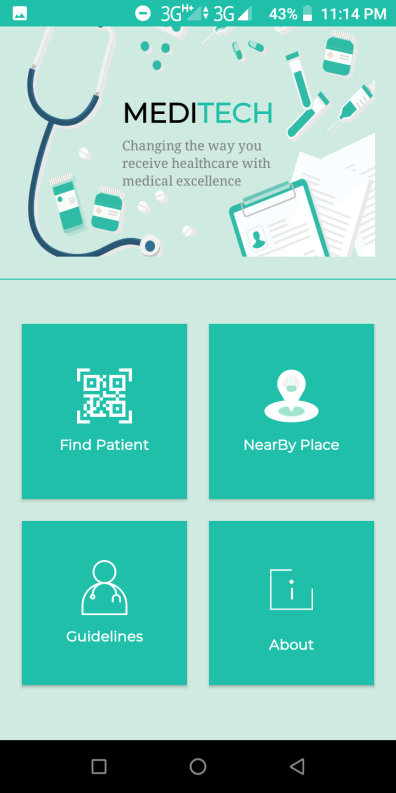 3G H+ 3G 43% 11:14 PM
MEDITECH
Changing the way you
receive healthcare with
medical excellence
Find Patient
NearBy Place
Guidelines
About